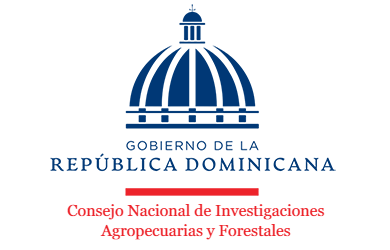 GOBIERNO DE LA
REPÚBLICA DOMINICANA
Consejo Nacional de Investigaciones
Agropecuarias y Forestales